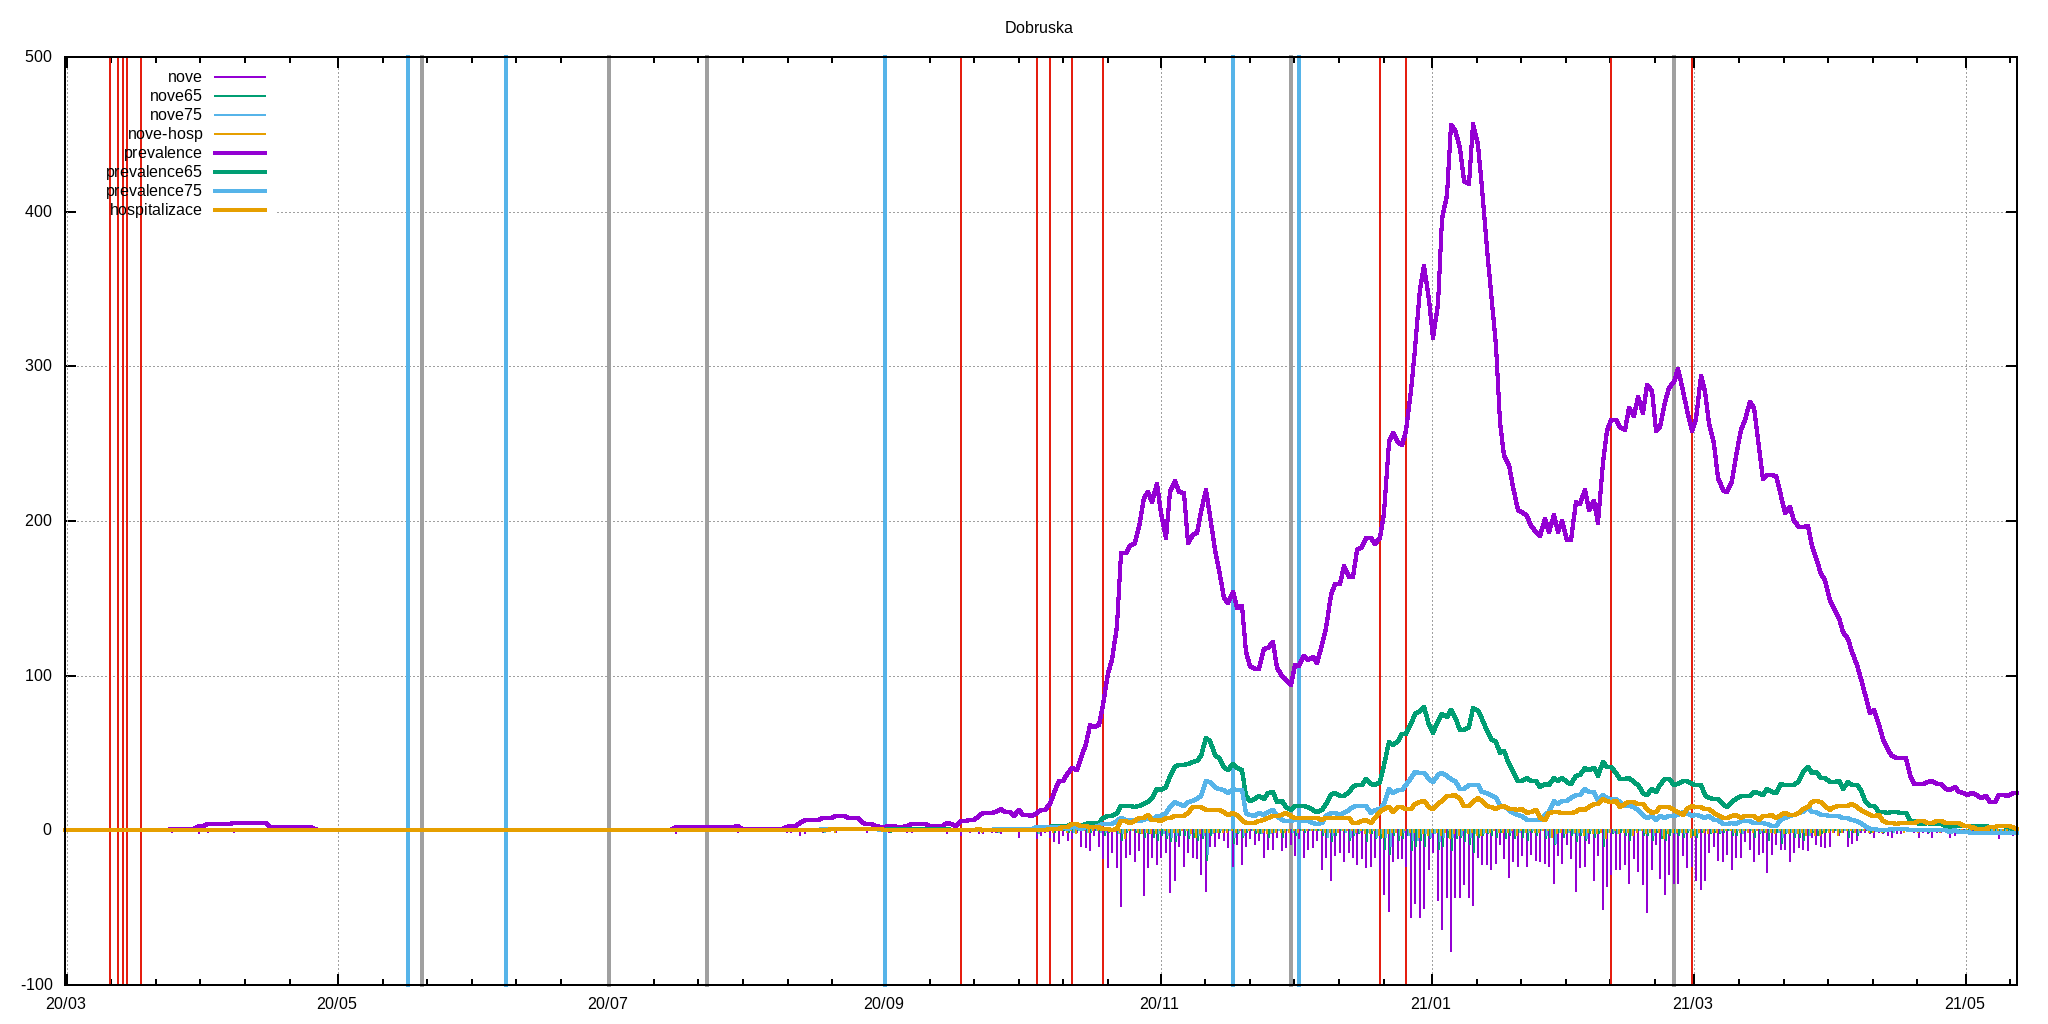 Dobruska
500
400
300
200
100
0
-100
nove
nove65
nove75
nove-hosp
prevalence
prevalence65
prevalence75
hospitalizace
20/03 20/05 20/07 20/09 20/11 21/01 21/03 21/05